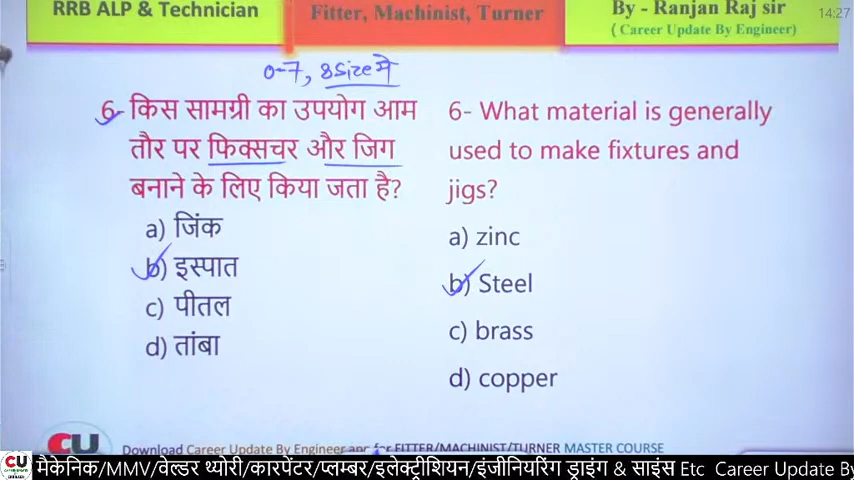 RRB ALP & Technician
Fitter, Machinist, Turner
By - Ranjan Raj sir
( Career Update By Engineer)
14:27
0-7, 8 size में
6- किस सामग्री का उपयोग आम
तौर पर फिक्सचर और जिग
बनाने के लिए किया जता है?
a) जिंक
b) इस्पात
c) पीतल
d) तांबा
6- What material is generally
used to make fixtures and
jigs?
a) zinc
b) Steel
c) brass
d) copper
CU
Download Career Update By Engineer app for FITTER/MACHINIST/TURNER MASTER COURSE
CU
मैकेनिक/MMV/वेल्डर थ्योरी/कारपेंटर/प्लम्बर/इलेक्ट्रीशियन/इंजीनियरिंग ड्राइंग & साइंस Etc Career Update By